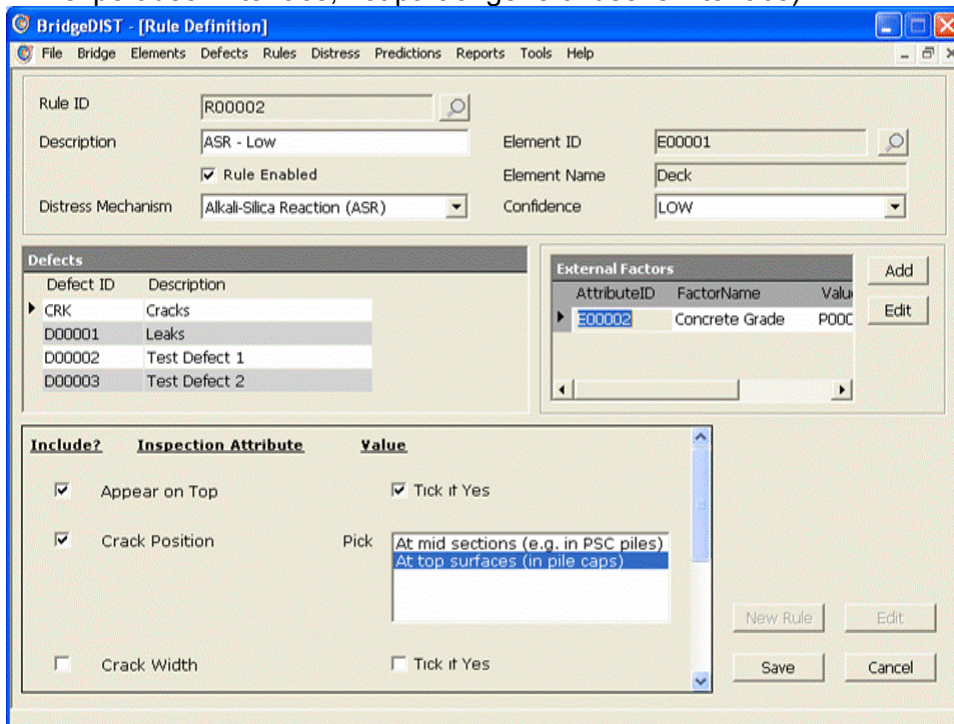 BridgeDIST - [Rule Definition]
File Bridge Elements Defects Rules Distress Predictions Reports Tools Help
Rule ID R00002
Description ASR - Low Element ID E00001
Rule Enabled Element Name Deck
Distress Mechanism Alkali-Silica Reaction (ASR) Confidence LOW
Defects
Defect ID Description
CRK Cracks
D00001 Leaks
D00002 Test Defect 1
D00003 Test Defect 2
External Factors
AttributeID FactorName Valu
E00002 Concrete Grade P00C
Add
Edit
Include? Inspection Attribute Value
Appear on Top Tick if Yes
Crack Position Pick At mid sections (e.g. in PSC piles)
At top surfaces (in pile caps)
Crack Width Tick if Yes
New Rule Edit
Save Cancel